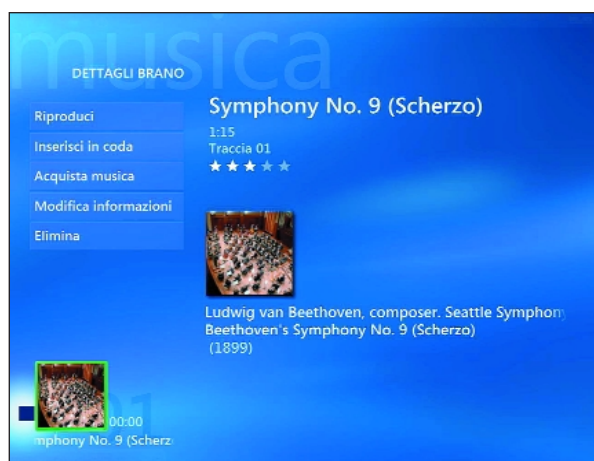 musica
DETTAGLI BRANO
Riproduci
Inserisci in coda
Acquista musica
Modifica informazioni
Elimina
Symphony No. 9 (Scherzo)
1:15
Traccia 01
Ludwig van Beethoven, composer. Seattle Symphony
Beethoven's Symphony No. 9 (Scherzo)
(1899)
01
00:00
mphony No. 9 (Scherz